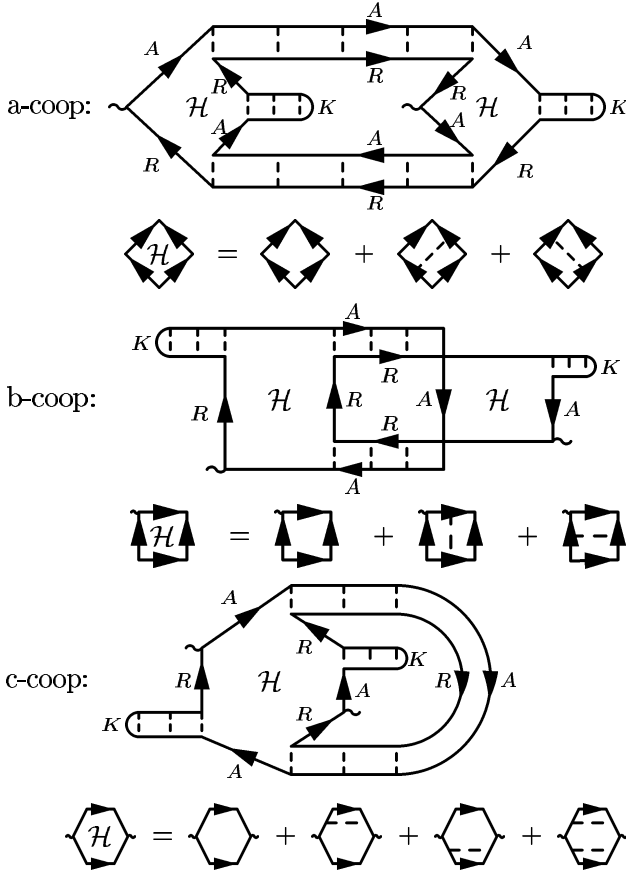 A
A A
R
R
a-coop: H H K
K
A A
A
R R
R
H = + +
A
K
R K
b-coop: R H R A H A
R
A
H = + +
A
R
K
c-coop: R H R A
A
K R
A
H = + + +